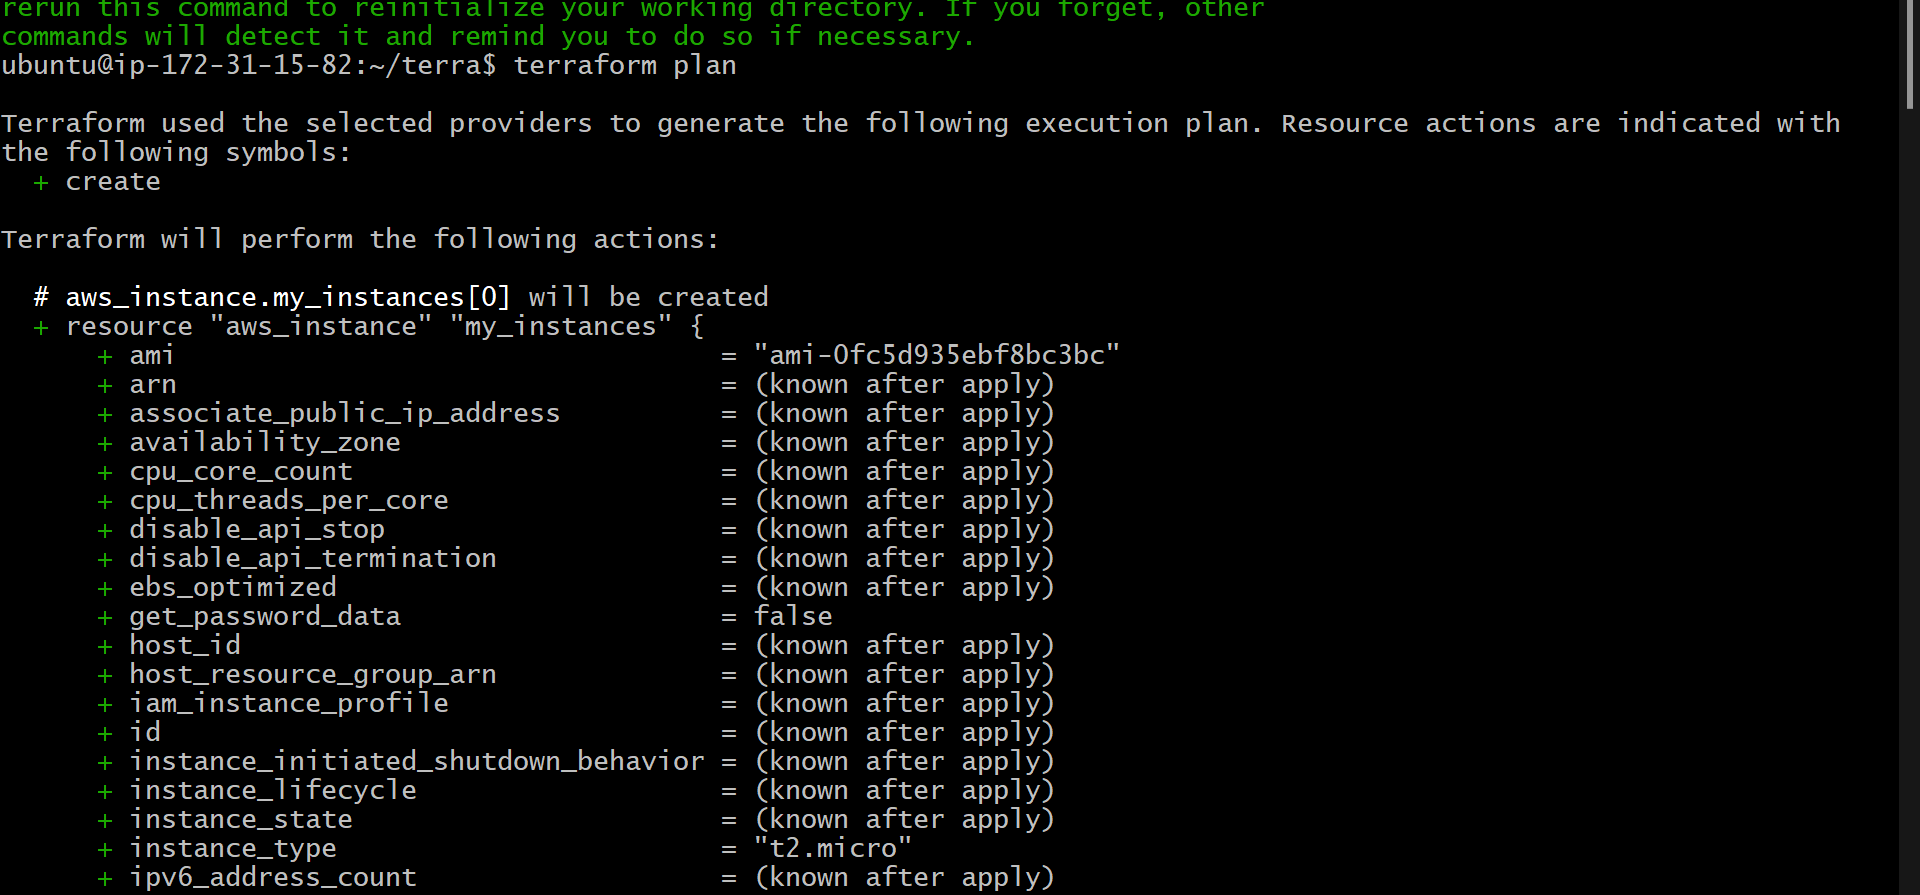 rerun this command to reinitialize your working directory. If you forget, other
commands will detect it and remind you to do so if necessary.
ubuntu@ip-172-31-15-82:~/terra$ terraform plan
Terraform used the selected providers to generate the following execution plan. Resource actions are indicated with
the following symbols:
  + create
Terraform will perform the following actions:
  # aws_instance.my_instances[0] will be created
  + resource "aws_instance" "my_instances" {
      + ami                                  = "ami-0fc5d935ebf8bc3bc"
      + arn                                  = (known after apply)
      + associate_public_ip_address          = (known after apply)
      + availability_zone                    = (known after apply)
      + cpu_core_count                       = (known after apply)
      + cpu_threads_per_core                 = (known after apply)
      + disable_api_stop                     = (known after apply)
      + disable_api_termination              = (known after apply)
      + ebs_optimized                        = (known after apply)
      + get_password_data                    = false
      + host_id                              = (known after apply)
      + host_resource_group_arn              = (known after apply)
      + iam_instance_profile                 = (known after apply)
      + id                                   = (known after apply)
      + instance_initiated_shutdown_behavior = (known after apply)
      + instance_lifecycle                   = (known after apply)
      + instance_state                       = (known after apply)
      + instance_type                        = "t2.micro"
      + ipv6_address_count                   = (known after apply)